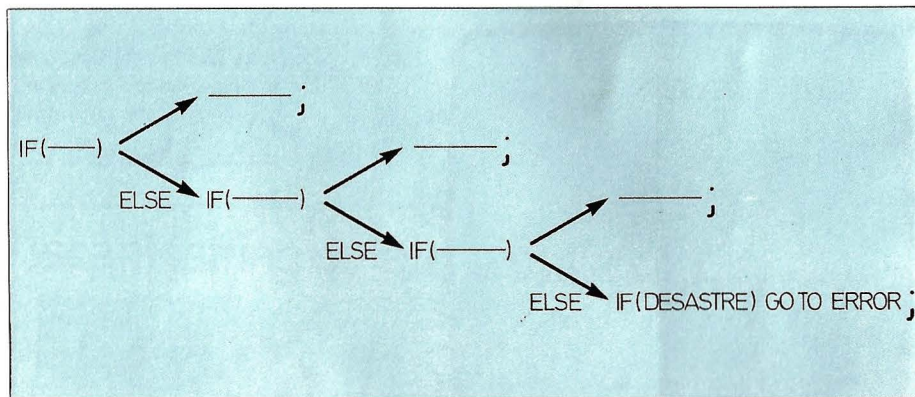 ———— ;
IF(——)
———— ;
ELSE IF(———)
———— ;
ELSE IF(———)
ELSE IF(DESASTRE) GO TO ERROR ;